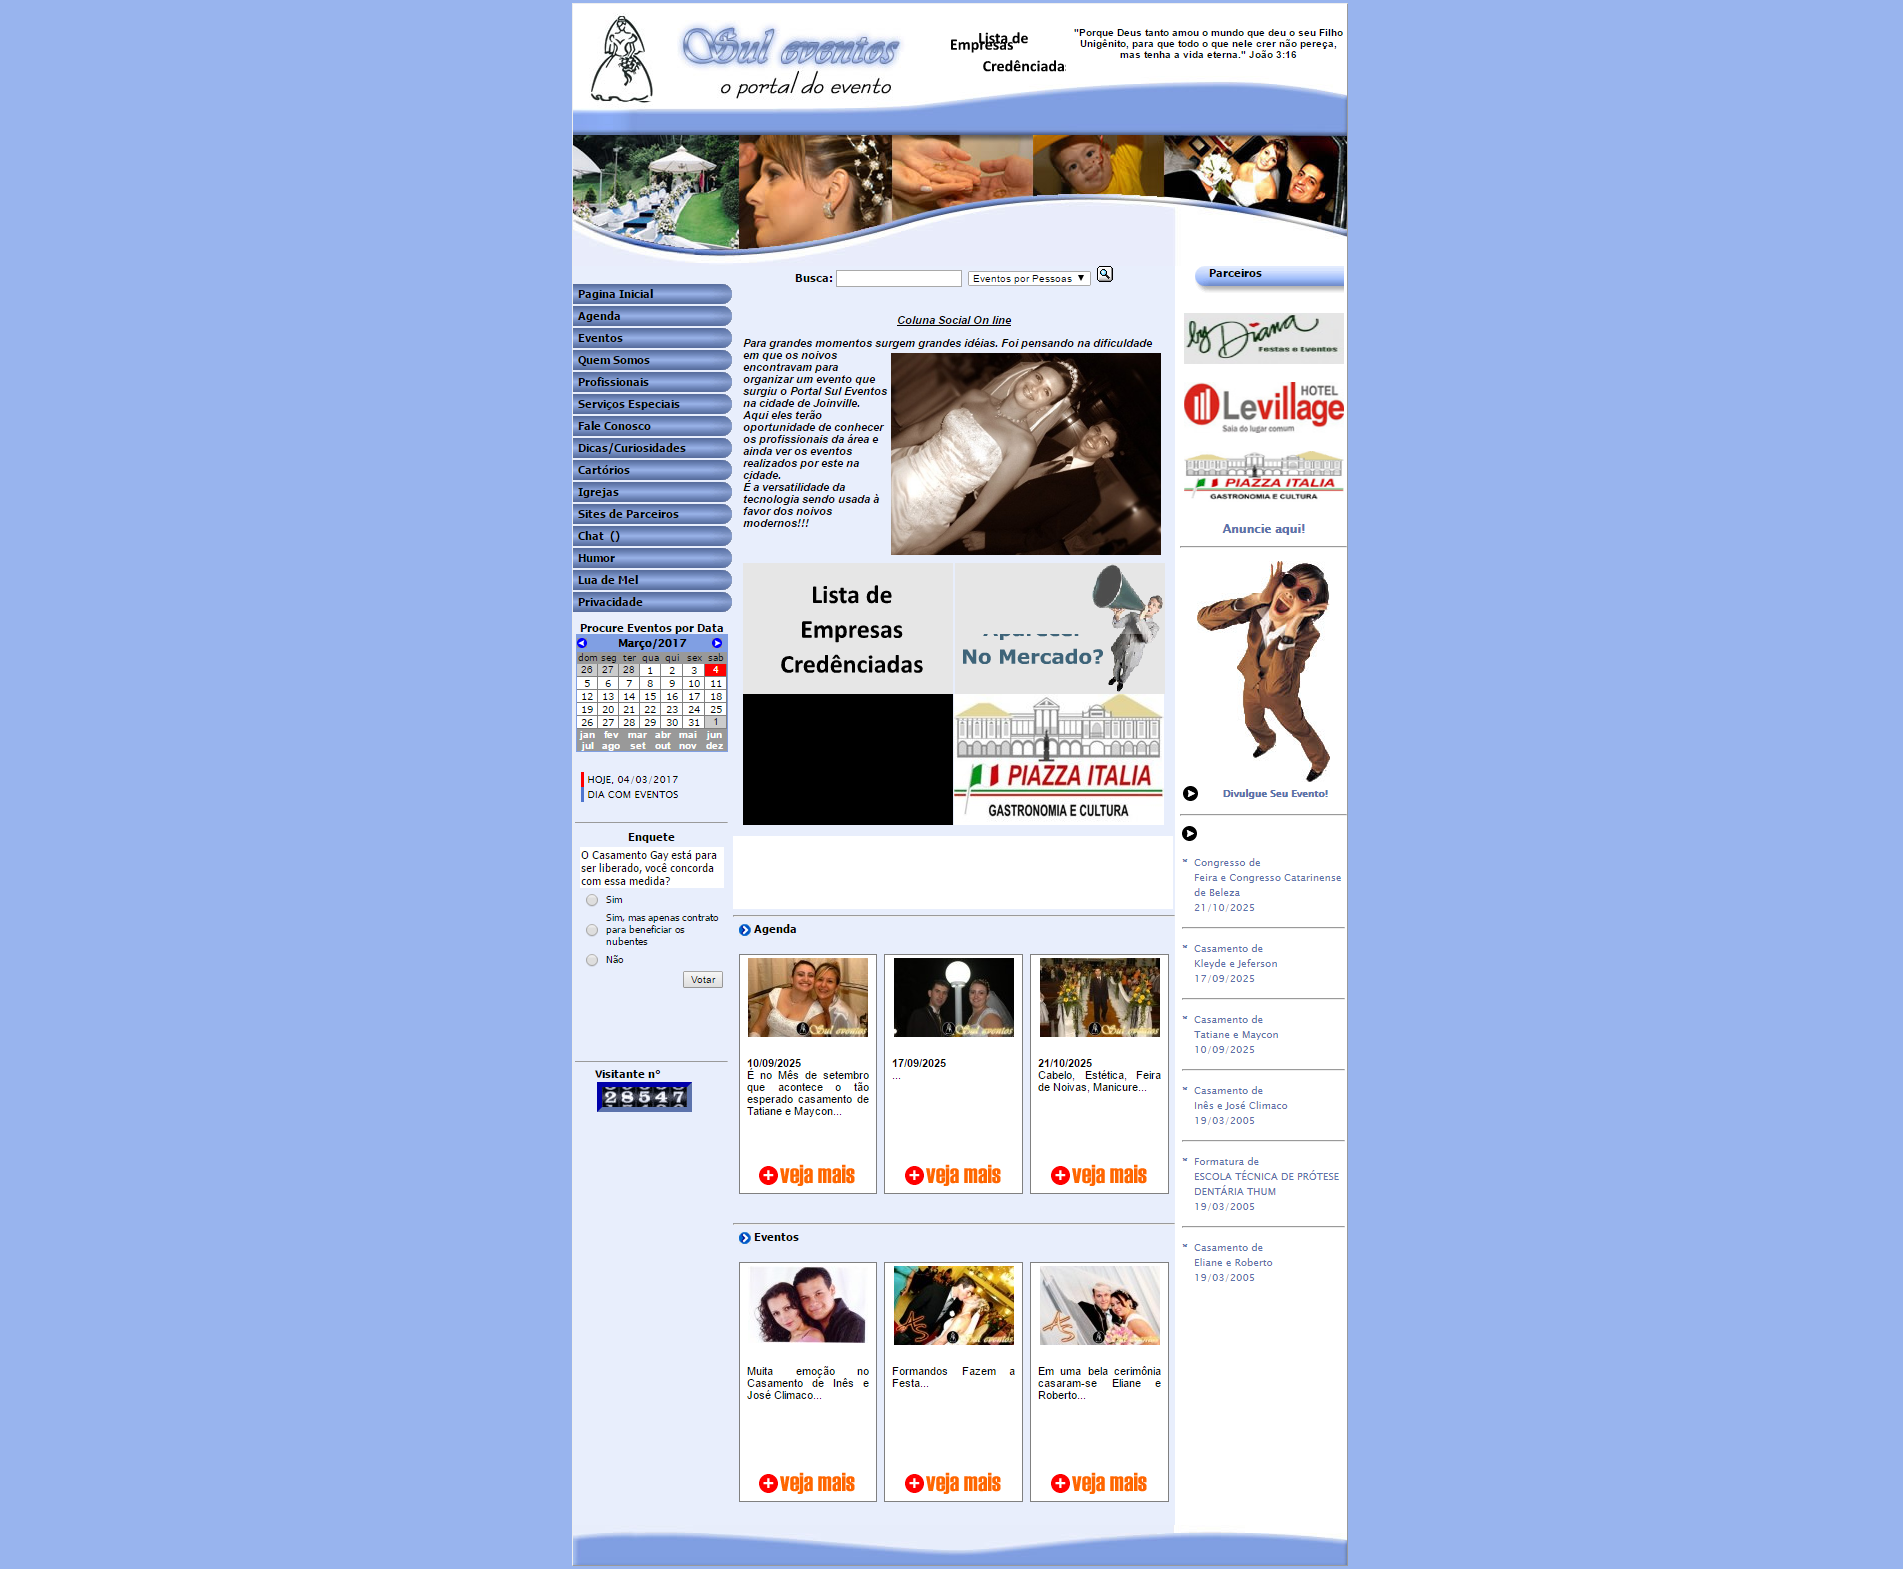 Sul eventos
o portal do evento
Lista de
Empresas
Credênciadas
"Porque Deus tanto amou o mundo que deu o seu Filho
Unigênito, para que todo o que nele crer não pereça,
mas tenha a vida eterna." João 3:16
Busca:
Eventos por Pessoas
Pagina Inicial
Agenda
Eventos
Quem Somos
Profissionais
Serviços Especiais
Fale Conosco
Dicas/Curiosidades
Cartórios
Igrejas
Sites de Parceiros
Chat ()
Humor
Lua de Mel
Privacidade
Procure Eventos por Data
Março/2017
dom seg ter qua qui sex sab
26 27 28 1 2 3 4
5 6 7 8 9 10 11
12 13 14 15 16 17 18
19 20 21 22 23 24 25
26 27 28 29 30 31 1
jan fev mar abr mai jun
jul ago set out nov dez
HOJE, 04/03/2017
DIA COM EVENTOS
Enquete
O Casamento Gay está para
ser liberado, você concorda
com essa medida?
Sim
Sim, mas apenas contrato
para beneficiar os
nubentes
Não
Votar
Visitante n°
28547
Coluna Social On line
Para grandes momentos surgem grandes idéias. Foi pensando na dificuldade
em que os noivos
encontravam para
organizar um evento que
surgiu o Portal Sul Eventos
na cidade de Joinville.
Aqui eles terão
oportunidade de conhecer
os profissionais da área e
ainda ver os eventos
realizados por este na
cidade.
É a versatilidade da
tecnologia sendo usada à
favor dos noivos
modernos!!!
Lista de
Empresas
Credênciadas
Aparecer
No Mercado?
PIAZZA ITALIA
GASTRONOMIA E CULTURA
Agenda
Sul eventos
Sul eventos
Sul eventos
10/09/2025
É no Mês de setembro
que acontece o tão
esperado casamento de
Tatiane e Maycon...
veja mais
17/09/2025
...
veja mais
21/10/2025
Cabelo, Estética, Feira
de Noivas, Manicure...
veja mais
Eventos
AS
Sul eventos
AS
Sul eventos
Muita emoção no
Casamento de Inês e
José Climaco...
veja mais
Formandos Fazem a
Festa...
veja mais
Em uma bela cerimônia
casaram-se Eliane e
Roberto...
veja mais
Parceiros
by Diana
Festas e Eventos
HOTEL
Levillage
Saia do lugar comum
PIAZZA ITALIA
GASTRONOMIA E CULTURA
Anuncie aqui!
Divulgue Seu Evento!
Congresso de
Feira e Congresso Catarinense
de Beleza
21/10/2025
Casamento de
Kleyde e Jeferson
17/09/2025
Casamento de
Tatiane e Maycon
10/09/2025
Casamento de
Inês e José Climaco
19/03/2005
Formatura de
ESCOLA TÉCNICA DE PRÓTESE
DENTÁRIA THUM
19/03/2005
Casamento de
Eliane e Roberto
19/03/2005